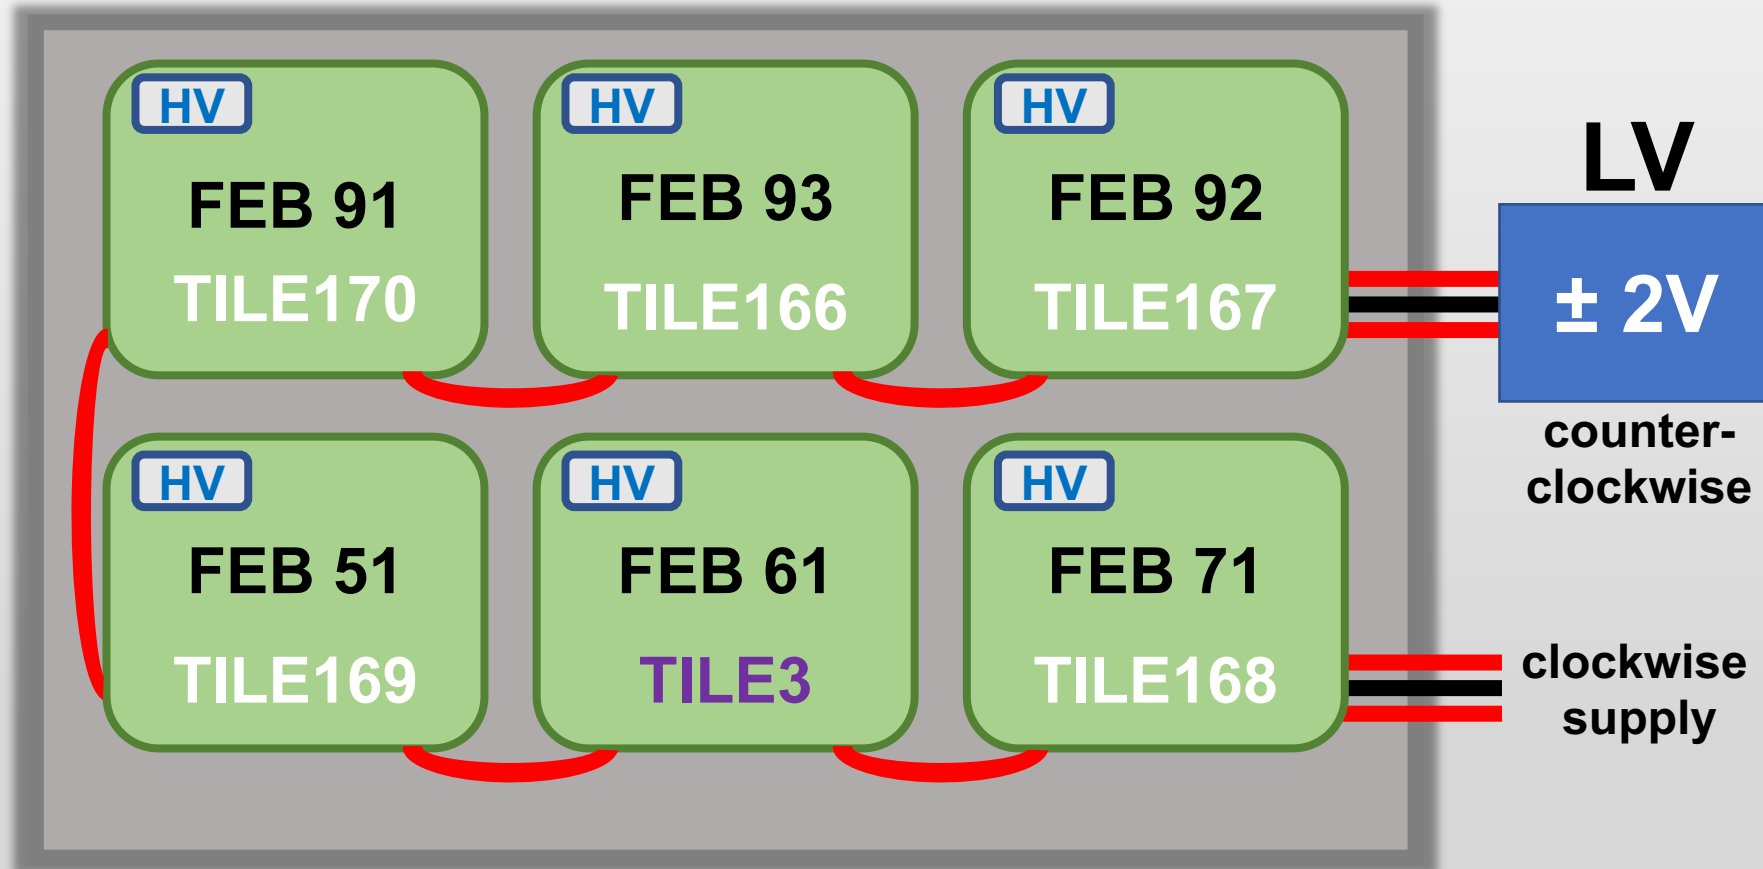 HV
FEB 91
TILE170
HV
FEB 93
TILE166
HV
FEB 92
TILE167
LV
± 2V
counter-
clockwise
HV
FEB 51
TILE169
HV
FEB 61
TILE3
HV
FEB 71
TILE168
clockwise
supply